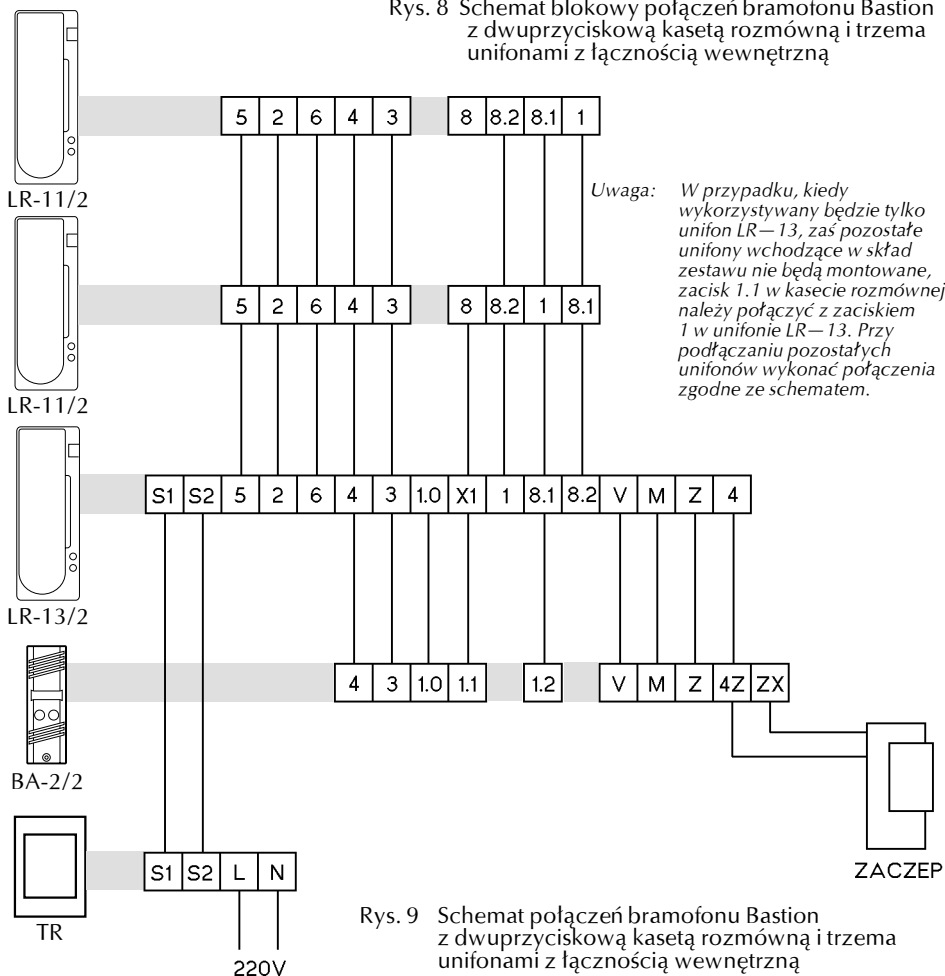 Rys. 8 Schemat blokowy połączeń bramofonu Bastion
z dwuprzyciskową kasetą rozmówną i trzema
unifonami z łącznością wewnętrzną
5 2 6 4 3 8 8.2 8.1 1
LR-11/2
Uwaga: W przypadku, kiedy
wykorzystywany będzie tylko
unifon LR—13, zaś pozostałe
unifony wchodzące w skład
zestawu nie będą montowane,
zacisk 1.1 w kasecie rozmównej
należy połączyć z zaciskiem
1 w unifonie LR—13. Przy
podłączaniu pozostałych
unifonów wykonać połączenia
zgodne ze schematem.
5 2 6 4 3 8 8.2 1 8.1
LR-11/2
S1 S2 5 2 6 4 3 1.0 X1 1 8.1 8.2 V M Z 4
LR-13/2
4 3 1.0 1.1 1.2 V M Z 4Z ZX
BA-2/2
ZACZEP
S1 S2 L N
TR
220V
Rys. 9 Schemat połączeń bramofonu Bastion
z dwuprzyciskową kasetą rozmówną i trzema
unifonami z łącznością wewnętrzną